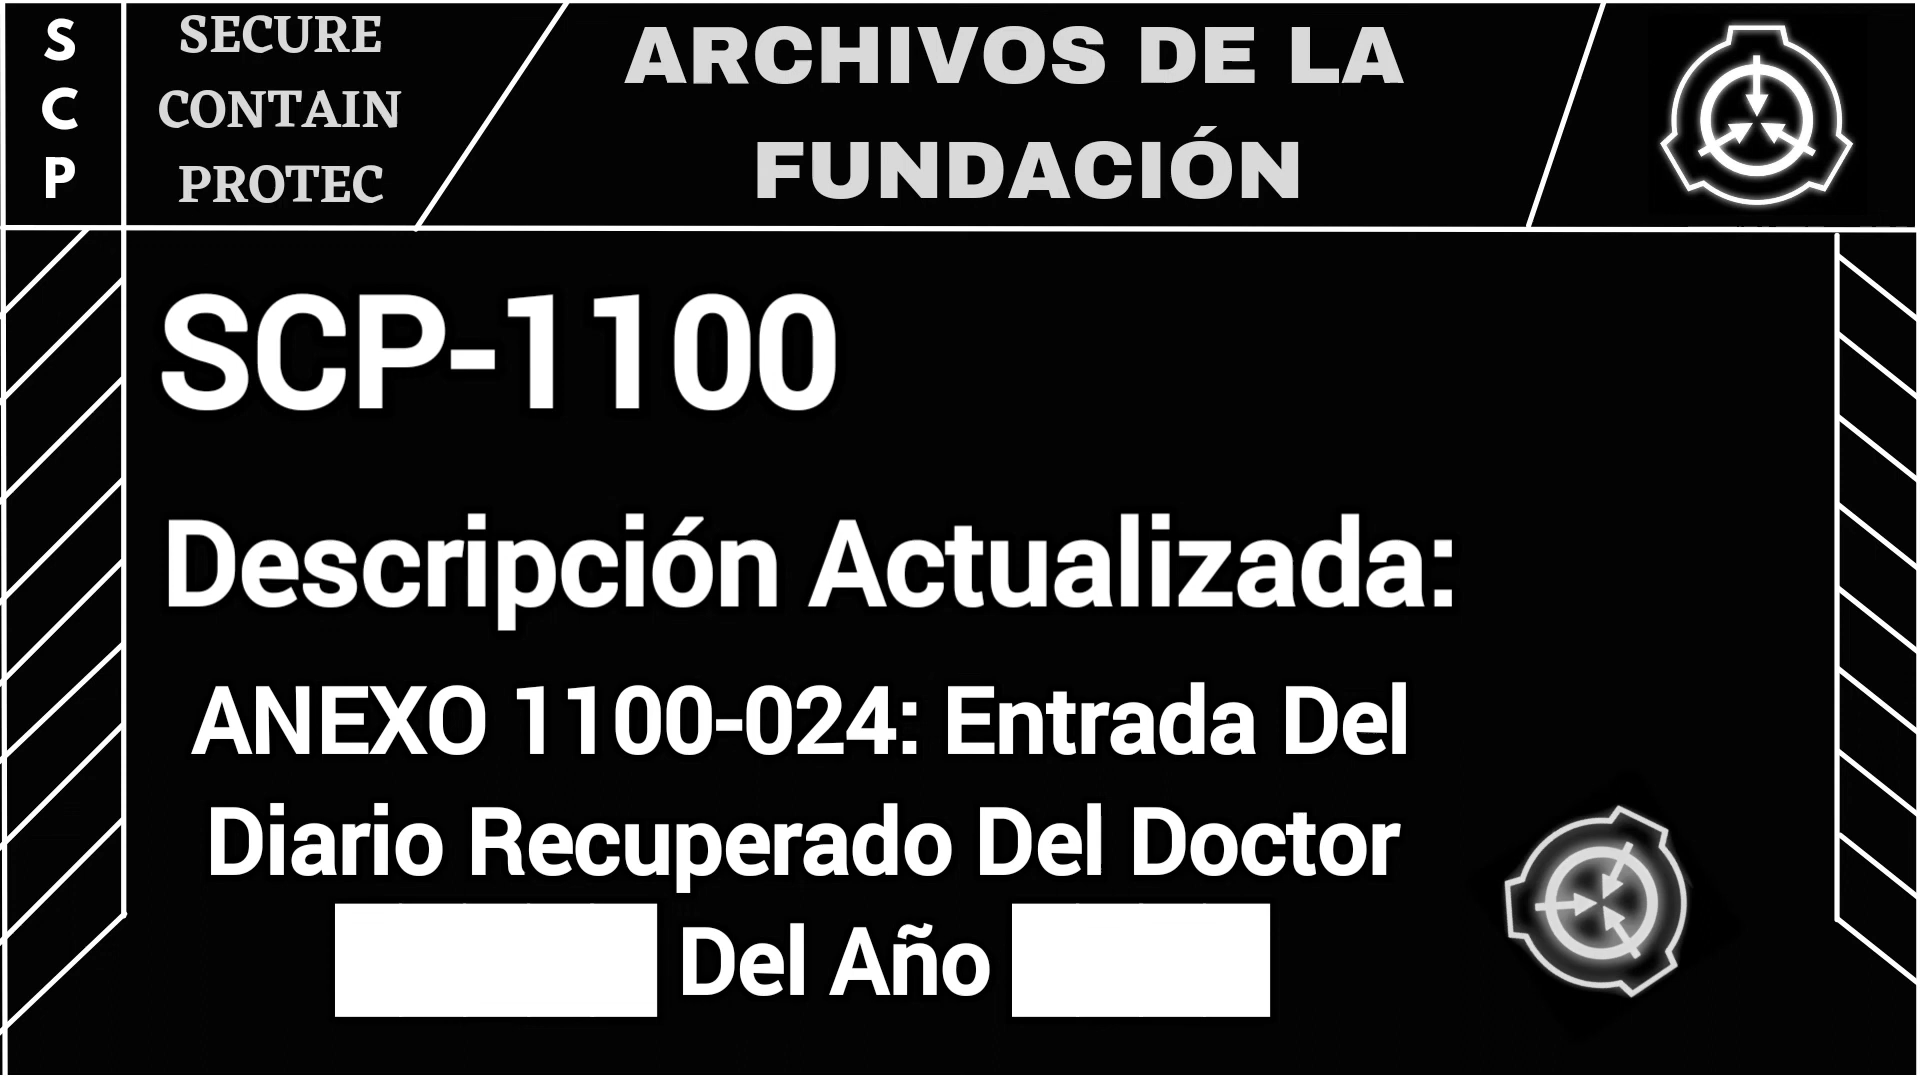 S
C
P
SECURE
CONTAIN
PROTEC
ARCHIVOS DE LA
FUNDACIÓN
SCP-1100
Descripción Actualizada:
ANEXO 1100-024: Entrada Del
Diario Recuperado Del Doctor
Del Año